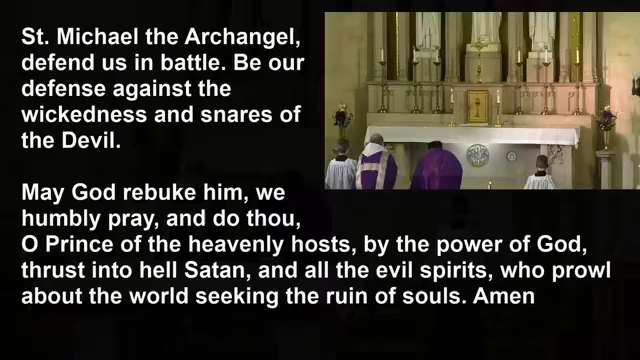 St. Michael the Archangel,
defend us in battle. Be our
defense against the
wickedness and snares of
the Devil.
May God rebuke him, we
humbly pray, and do thou,
O Prince of the heavenly hosts, by the power of God,
thrust into hell Satan, and all the evil spirits, who prowl
about the world seeking the ruin of souls. Amen